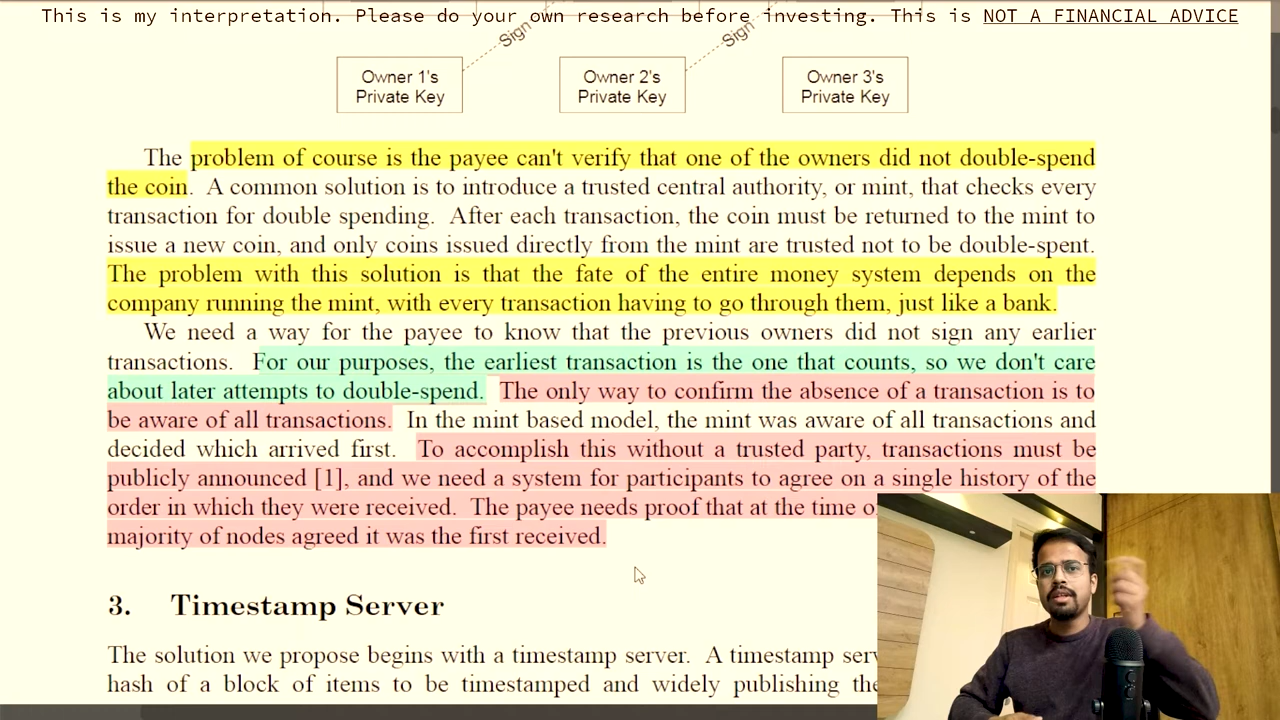 This is my interpretation. Please do your own research before investing. This is NOT A FINANCIAL ADVICE
Sign
Sign
Owner 1's
Private Key
Owner 2's
Private Key
Owner 3's
Private Key
The problem of course is the payee can't verify that one of the owners did not double-spend
the coin. A common solution is to introduce a trusted central authority, or mint, that checks every
transaction for double spending. After each transaction, the coin must be returned to the mint to
issue a new coin, and only coins issued directly from the mint are trusted not to be double-spent.
The problem with this solution is that the fate of the entire money system depends on the
company running the mint, with every transaction having to go through them, just like a bank.
We need a way for the payee to know that the previous owners did not sign any earlier
transactions. For our purposes, the earliest transaction is the one that counts, so we don't care
about later attempts to double-spend. The only way to confirm the absence of a transaction is to
be aware of all transactions. In the mint based model, the mint was aware of all transactions and
decided which arrived first. To accomplish this without a trusted party, transactions must be
publicly announced [1], and we need a system for participants to agree on a single history of the
order in which they were received. The payee needs proof that at the time
majority of nodes agreed it was the first received.
3. Timestamp Server
The solution we propose begins with a timestamp server. A timestamp
hash of a block of items to be timestamped and widely publishing the